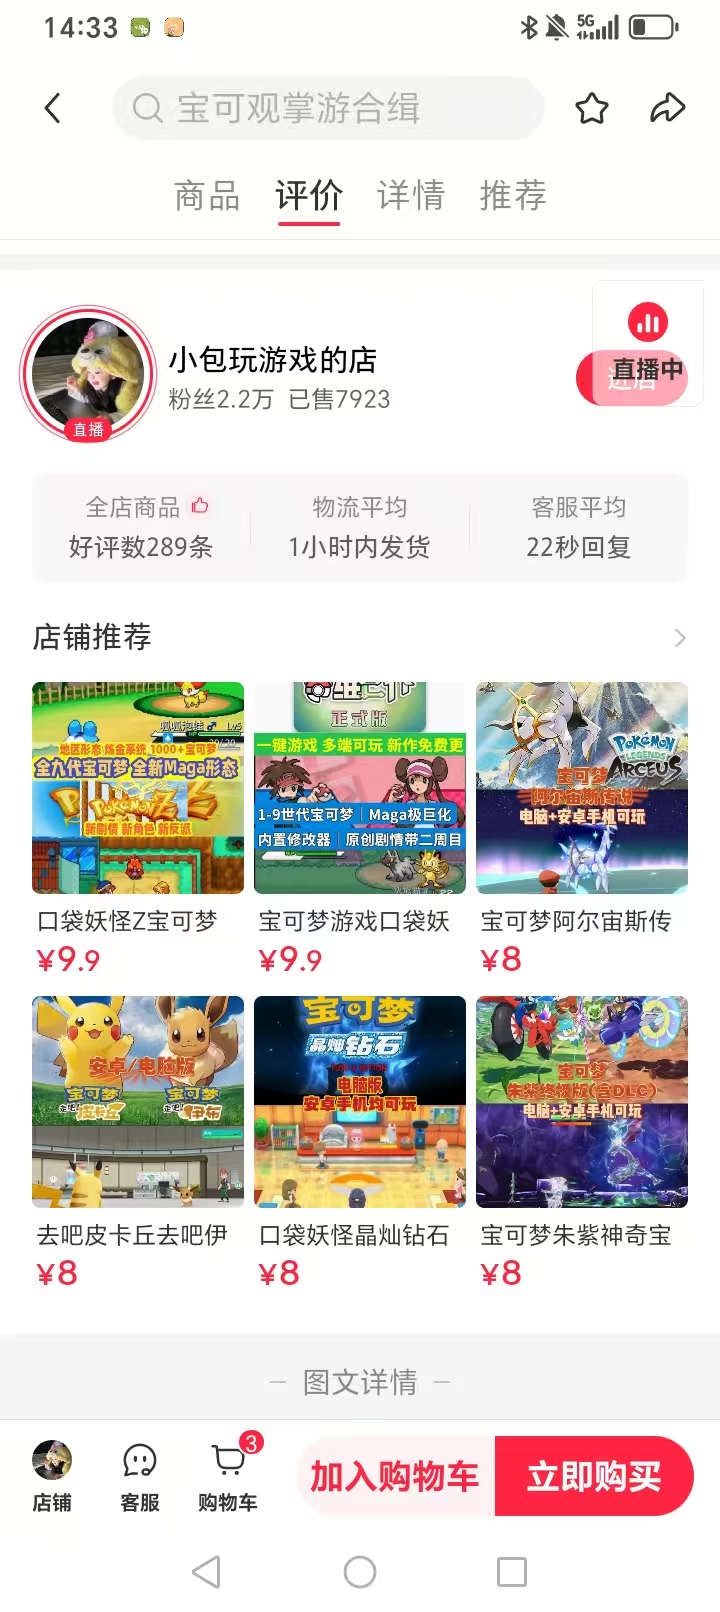 14:33
5G
宝可观掌游合缉
商品 评价 详情 推荐
小包玩游戏的店
粉丝2.2万 已售7923
直播中
直播
全店商品 物流平均 客服平均
好评数289条 1小时内发货 22秒回复
店铺推荐
Lv5
地区形态 炼金系统 1000+宝可梦
全九代宝可梦 全新Maga形态
新剧情 新角色 新反派
口袋妖怪Z宝可梦
¥9.9
正式版
一键游戏 多端可玩 新作免费更
1-9世代宝可梦 | Maga极巨化
内置修改器 | 原创剧情带二周目
宝可梦游戏口袋妖
¥9.9
POKÉMON
LEGENDS
ARCEUS
宝可梦
阿尔宙斯传说
电脑+安卓手机可玩
宝可梦阿尔宙斯传
¥8
安卓/电脑版
宝可梦 宝可梦
去吧皮卡丘去吧伊
¥8
宝可梦
晶灿钻石
电脑版
安卓手机均可玩
口袋妖怪晶灿钻石
¥8
宝可梦
朱紫终极版(含DLC)
电脑+安卓手机可玩
宝可梦朱紫神奇宝
¥8
图文详情
3
店铺 客服 购物车 加入购物车 立即购买